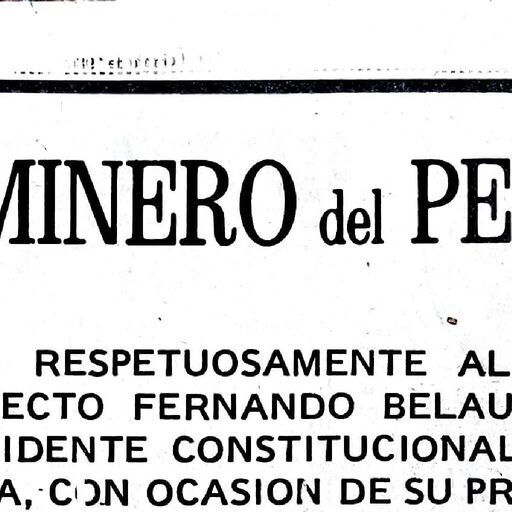 MINERO del PE
RESPETUOSAMENTE AL
ECTO FERNANDO BELAU
IDENTE CONSTITUCIONAL
A, CON OCASION DE SU PR